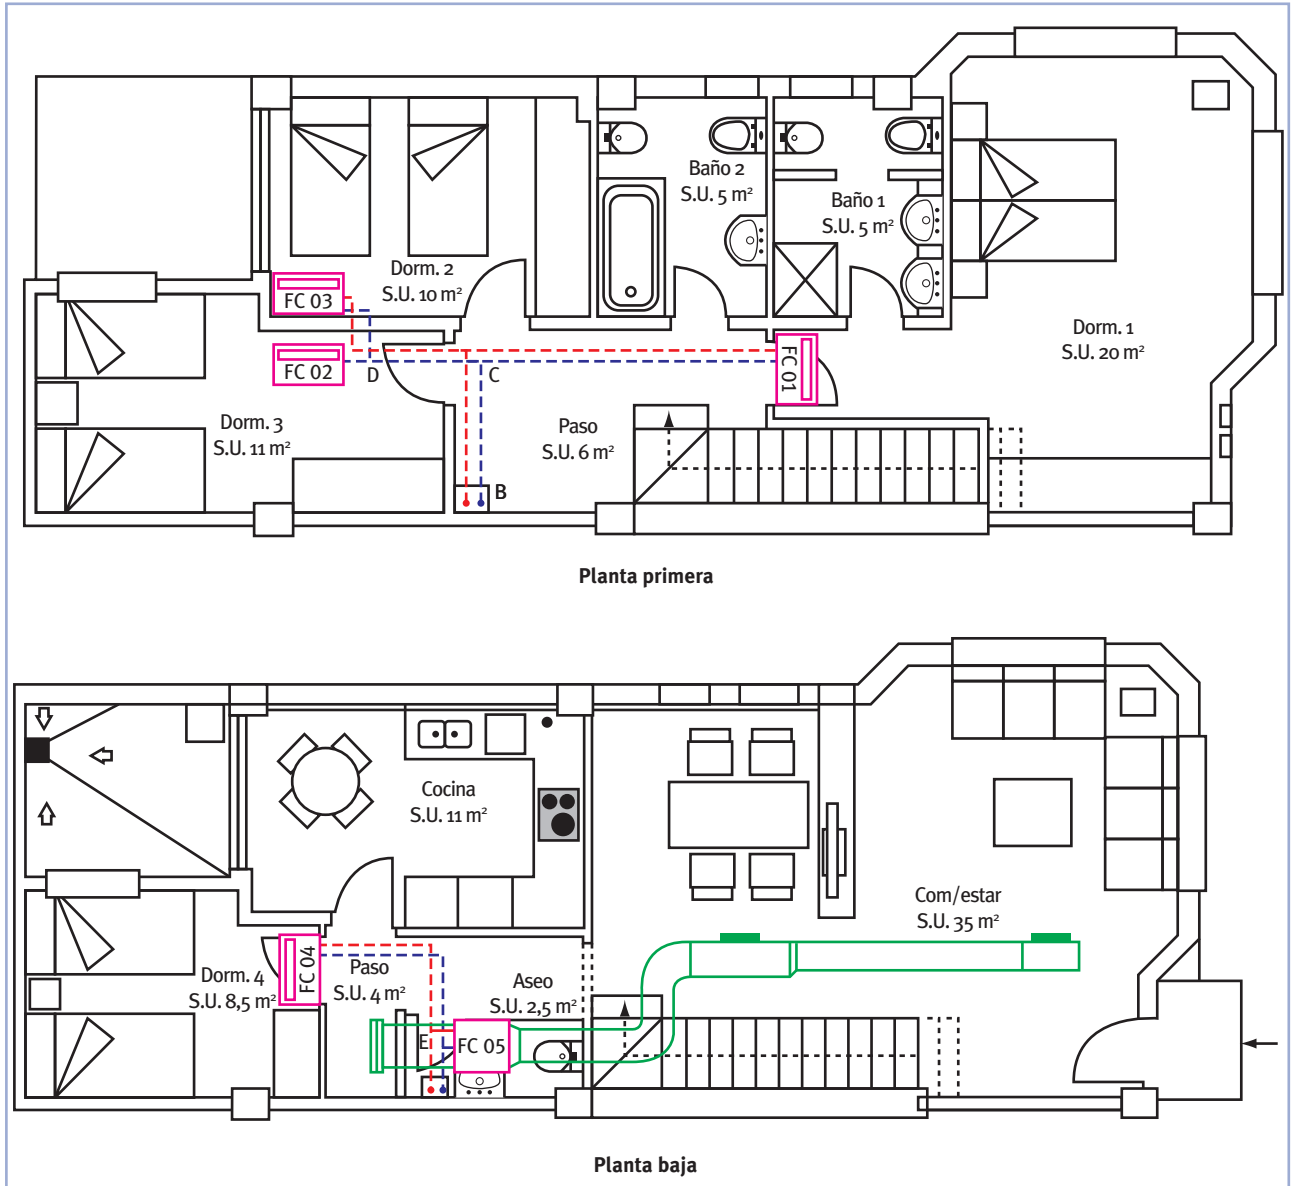 Baño 2
S.U. 5 m²
Baño 1
S.U. 5 m²
Dorm. 2
S.U. 10 m²
FC 03
FC 02
D
C
FC 01
Dorm. 1
S.U. 20 m²
Dorm. 3
S.U. 11 m²
Paso
S.U. 6 m²
B
Planta primera
Cocina
S.U. 11 m²
Com/estar
S.U. 35 m²
FC 04
Dorm. 4
S.U. 8,5 m²
Paso
S.U. 4 m²
Aseo
S.U. 2,5 m²
E
FC 05
Planta baja